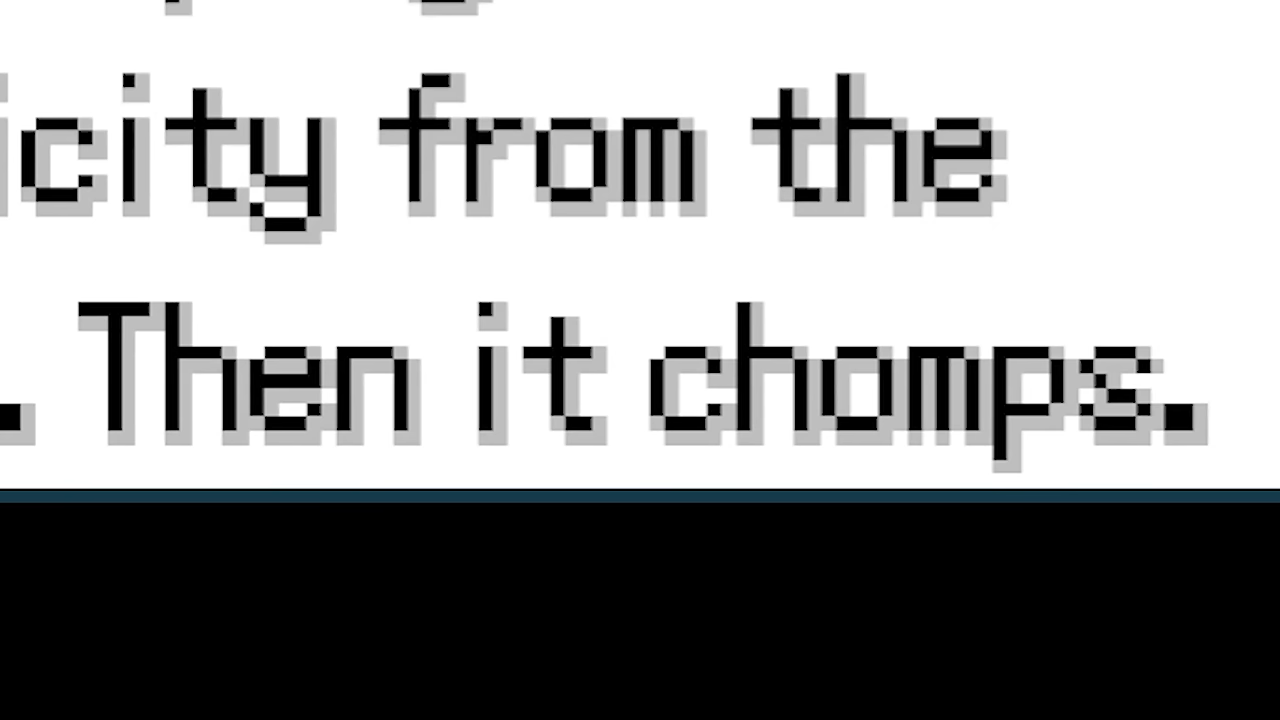 icity from the
. Then it chomps.